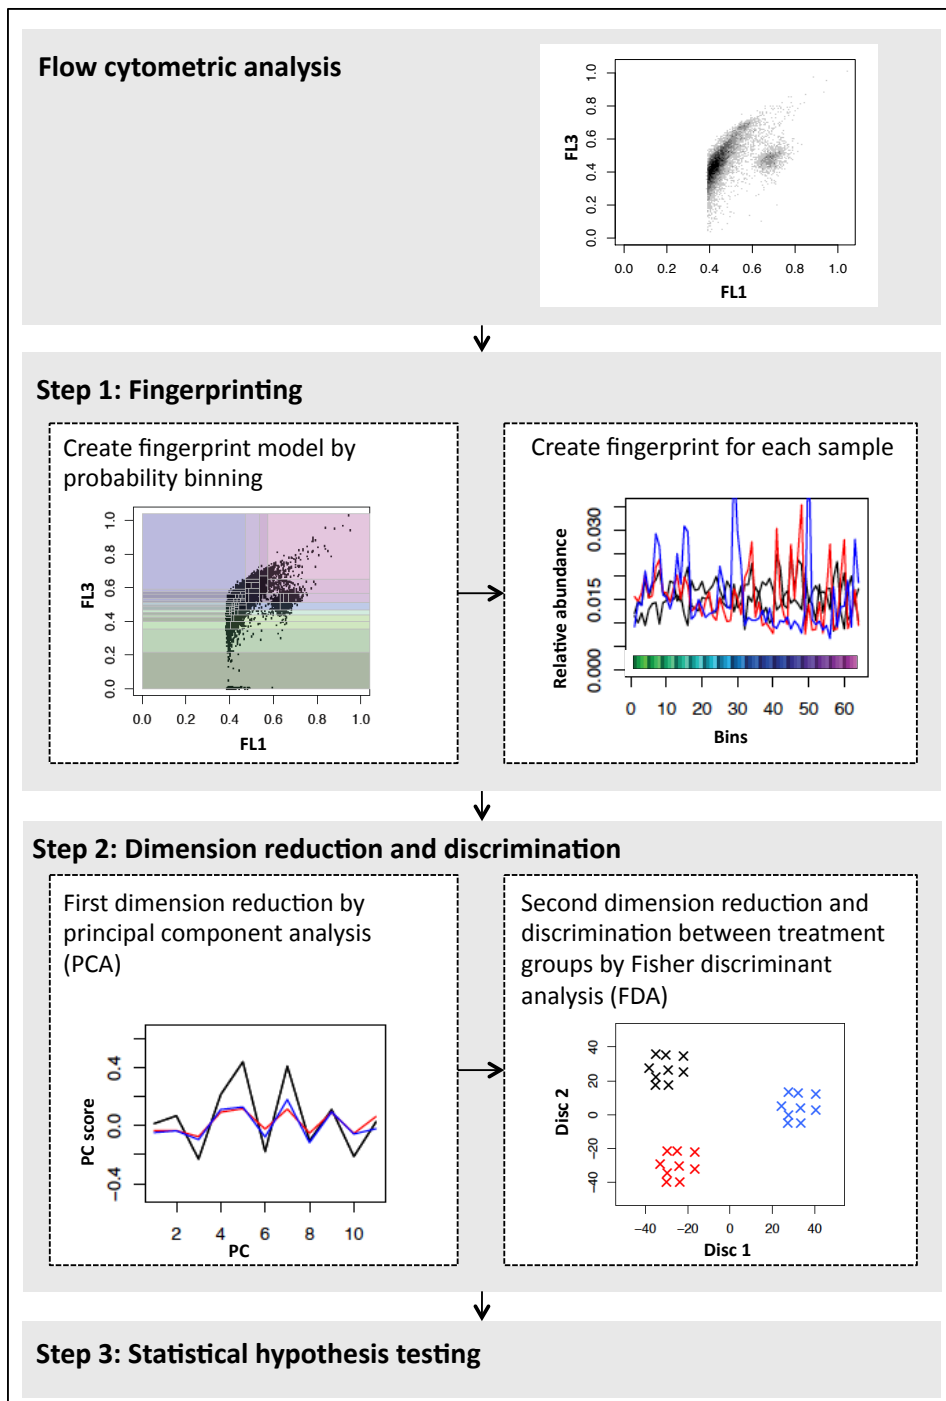 Flow cytometric analysis
FL3
0.0 0.2 0.4 0.6 0.8 1.0
0.0 0.2 0.4 0.6 0.8 1.0
FL1
Step 1: Fingerprinting
Create fingerprint model by
probability binning
FL3
0.0 0.2 0.4 0.6 0.8 1.0
0.0 0.2 0.4 0.6 0.8 1.0
FL1
Create fingerprint for each sample
Relative abundance
0.000 0.015 0.030
0 10 20 30 40 50 60
Bins
Step 2: Dimension reduction and discrimination
First dimension reduction by
principal component analysis
(PCA)
PC score
−0.4 0.0 0.4
2 4 6 8 10
PC
Second dimension reduction and
discrimination between treatment
groups by Fisher discriminant
analysis (FDA)
Disc 2
−40 −20 0 20 40
−40 −20 0 20 40
Disc 1
Step 3: Statistical hypothesis testing